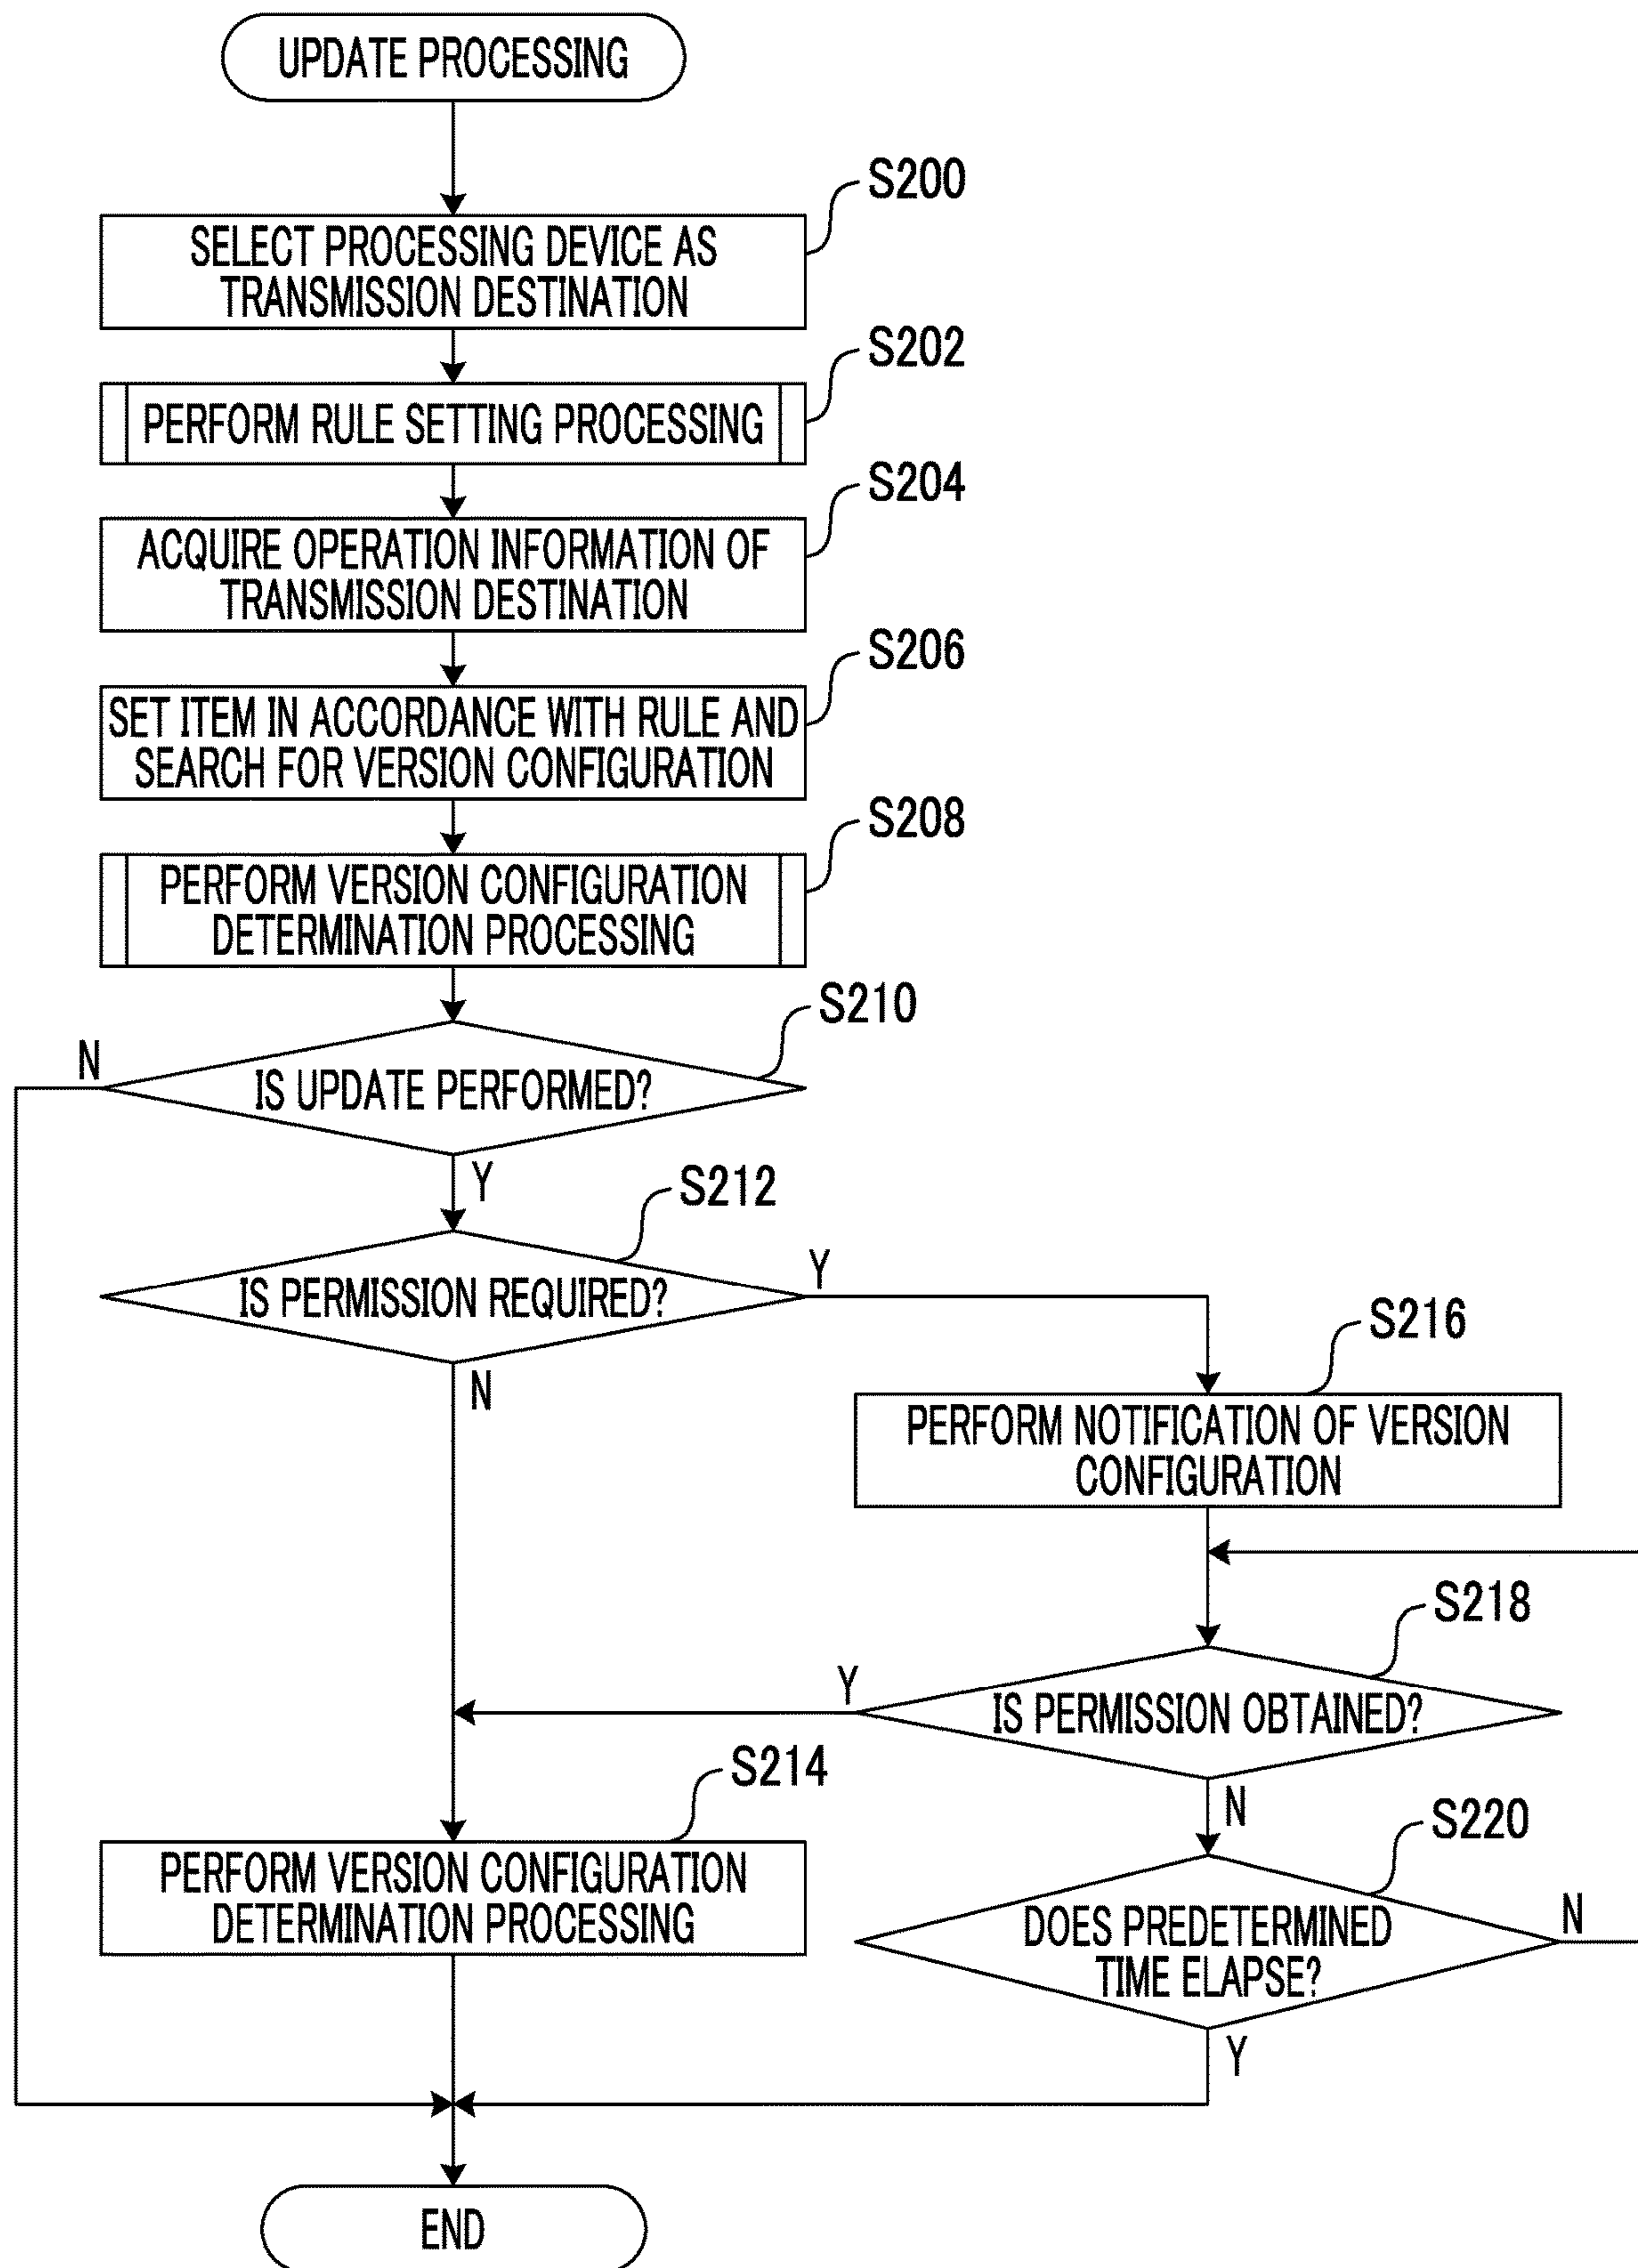 UPDATE PROCESSING
S200
SELECT PROCESSING DEVICE AS
TRANSMISSION DESTINATION
S202
PERFORM RULE SETTING PROCESSING
S204
ACQUIRE OPERATION INFORMATION OF
TRANSMISSION DESTINATION
S206
SET ITEM IN ACCORDANCE WITH RULE AND
SEARCH FOR VERSION CONFIGURATION
S208
PERFORM VERSION CONFIGURATION
DETERMINATION PROCESSING
S210
N
IS UPDATE PERFORMED?
Y
S212
IS PERMISSION REQUIRED?
Y
N
S216
PERFORM NOTIFICATION OF VERSION
CONFIGURATION
S218
IS PERMISSION OBTAINED?
Y
N
S214
PERFORM VERSION CONFIGURATION
DETERMINATION PROCESSING
S220
DOES PREDETERMINED
TIME ELAPSE?
N
Y
END